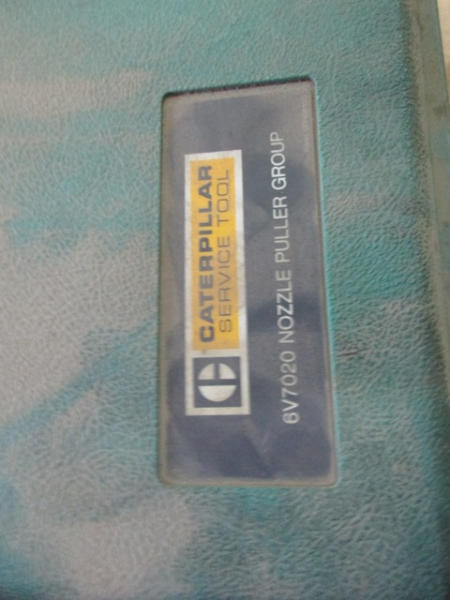 CATERPILLAR
SERVICE TOOL
6V7020 NOZZLE PULLER GROUP